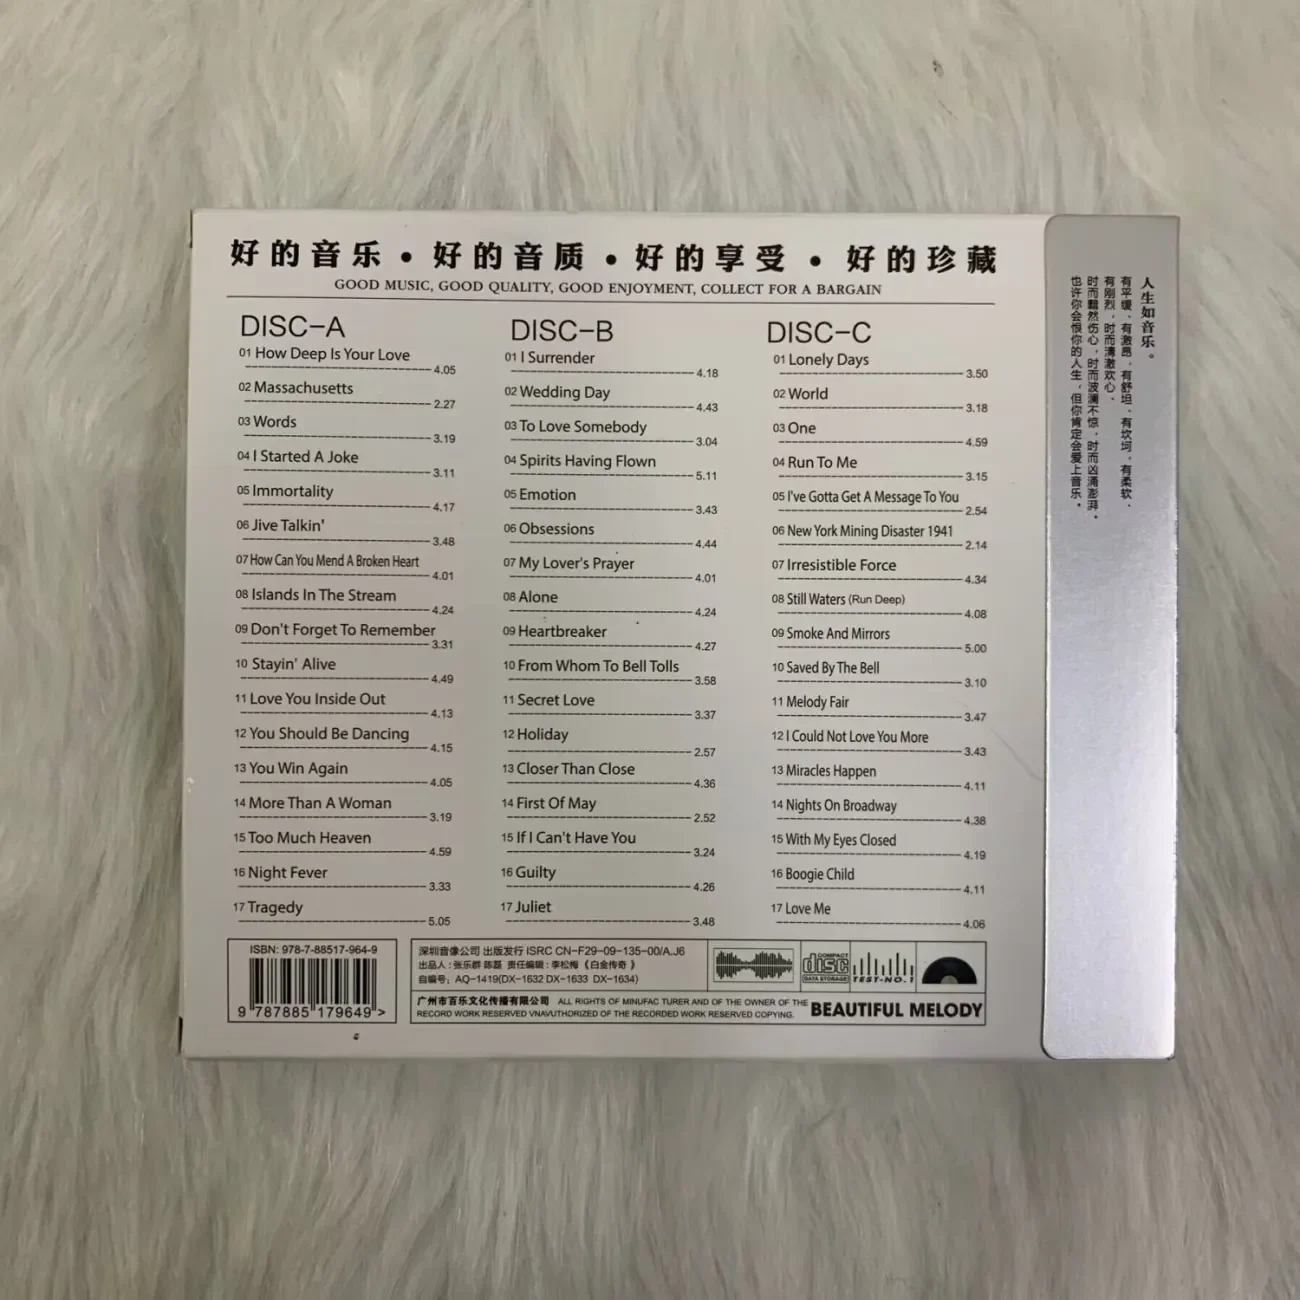 好的音乐 • 好的音质 • 好的享受 • 好的珍藏
GOOD MUSIC, GOOD QUALITY, GOOD ENJOYMENT, COLLECT FOR A BARGAIN
DISC-A
01 How Deep Is Your Love 4.05
02 Massachusetts 2.27
03 Words 3.19
04 I Started A Joke 3.11
05 Immortality 4.17
06 Jive Talkin' 3.48
07 How Can You Mend A Broken Heart 4.01
08 Islands In The Stream 4.24
09 Don't Forget To Remember 3.31
10 Stayin' Alive 4.49
11 Love You Inside Out 4.13
12 You Should Be Dancing 4.15
13 You Win Again 4.05
14 More Than A Woman 3.19
15 Too Much Heaven 4.59
16 Night Fever 3.33
17 Tragedy 5.05
DISC-B
01 I Surrender 4.18
02 Wedding Day 4.43
03 To Love Somebody 3.04
04 Spirits Having Flown 5.11
05 Emotion 3.43
06 Obsessions 4.44
07 My Lover's Prayer 4.01
08 Alone 4.24
09 Heartbreaker 4.27
10 From Whom To Bell Tolls 3.58
11 Secret Love 3.37
12 Holiday 2.57
13 Closer Than Close 4.36
14 First Of May 2.52
15 If I Can't Have You 3.24
16 Guilty 4.26
17 Juliet 3.48
DISC-C
01 Lonely Days 3.50
02 World 3.18
03 One 4.59
04 Run To Me 3.15
05 I've Gotta Get A Message To You 2.54
06 New York Mining Disaster 1941 2.14
07 Irresistible Force 4.34
08 Still Waters (Run Deep) 4.08
09 Smoke And Mirrors 5.00
10 Saved By The Bell 3.10
11 Melody Fair 3.47
12 I Could Not Love You More 3.43
13 Miracles Happen 4.11
14 Nights On Broadway 4.38
15 With My Eyes Closed 4.19
16 Boogie Child 4.11
17 Love Me 4.06
人生如音乐。
有平缓、有激昂，有舒坦、有坎坷，有柔软、
有刚烈，时而清澈欢心，
时而黯然伤心，时而波澜不惊，时而凶涌澎湃。
也许你会恨你的人生，但你肯定会爱上音乐。
ISBN: 978-7-88517-964-9
9 787885 179649 >
深圳音像公司 出版发行 ISRC CN-F29-09-135-00/A.J6
出品人：张乐群 陈磊 责任编辑：李松梅《白金传奇》
自编号：AQ-1419(DX-1632 DX-1633 DX-1634)
COMPACT
disc
DATA STORAGE
TEST-NO.1
广州市百乐文化传播有限公司 ALL RIGHTS OF MINUFAC TURER AND OF THE OWNER OF THE
RECORD WORK RESERVED VNAVUTHORIZED OF THE RECORDED WORK RESERVED COPYING.
BEAUTIFUL MELODY